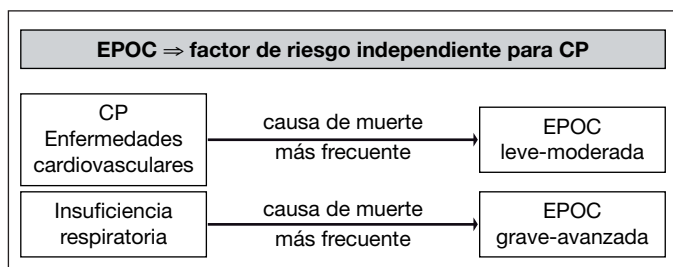 EPOC ⇒ factor de riesgo independiente para CP
CP
Enfermedades
cardiovasculares
causa de muerte
más frecuente
EPOC
leve-moderada
Insuficiencia
respiratoria
causa de muerte
más frecuente
EPOC
grave-avanzada